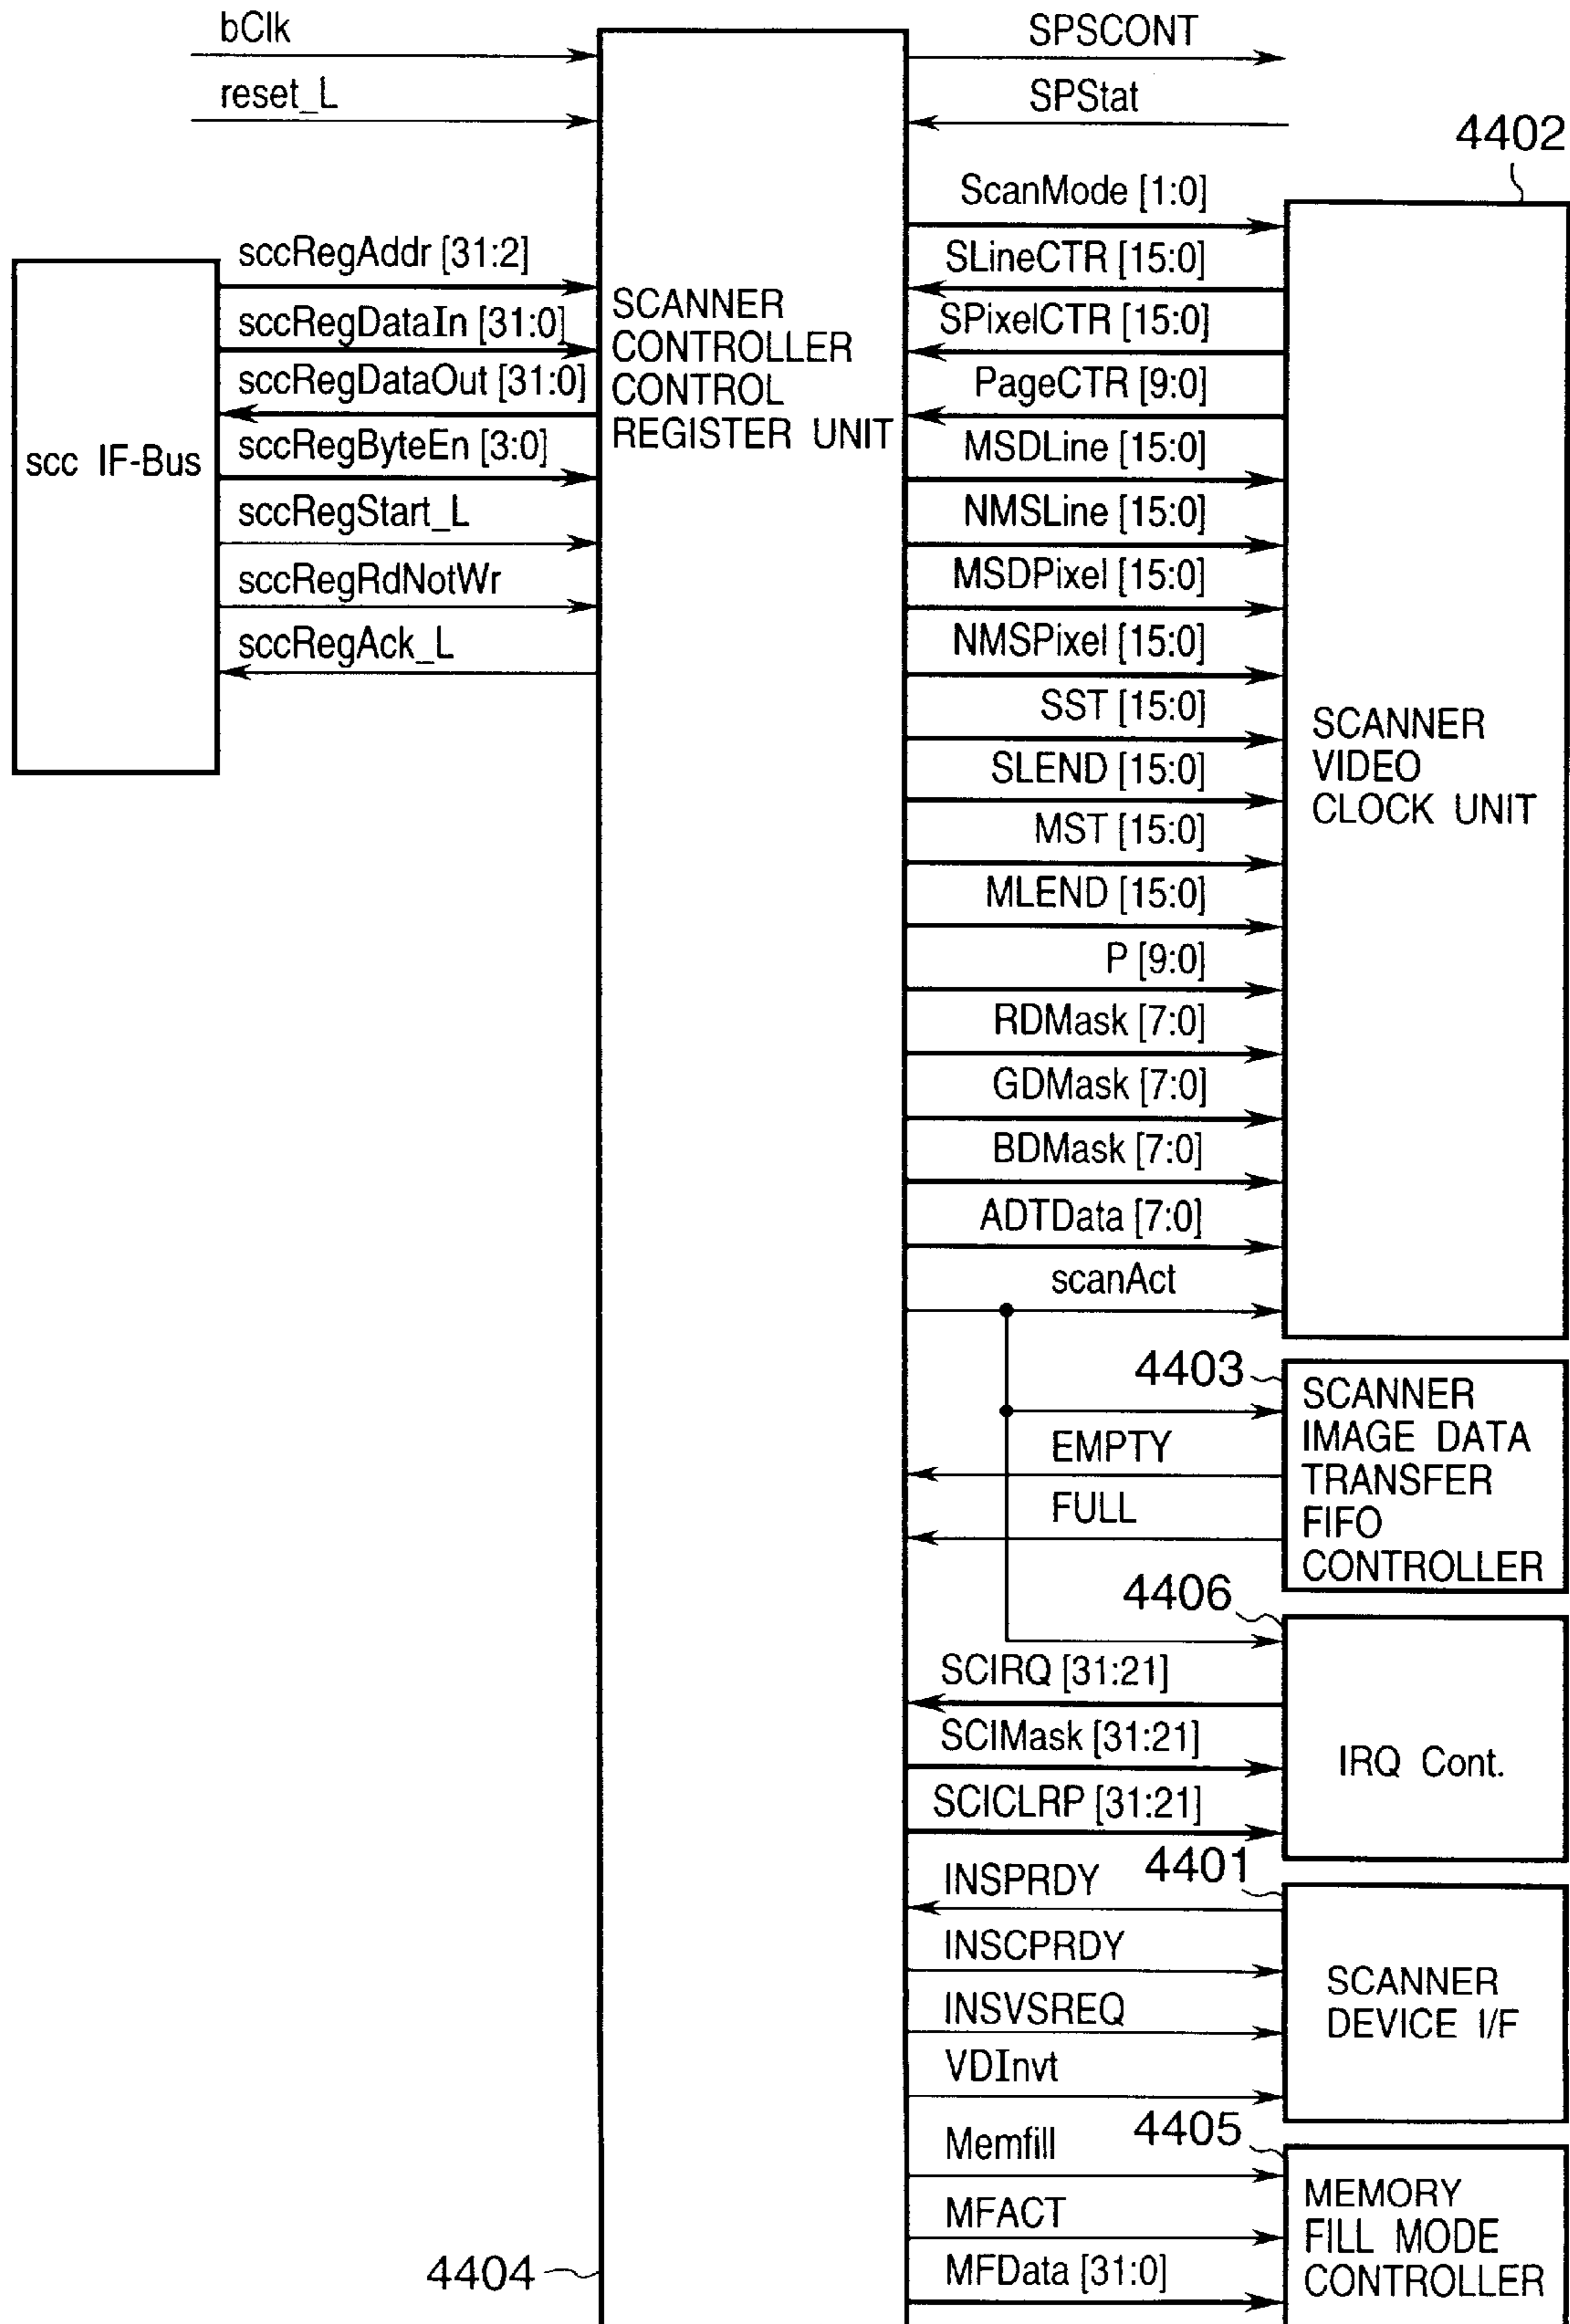 bClk
reset_L
SPSCONT
SPStat
4402
scc IF-Bus
sccRegAddr [31:2]
sccRegDataIn [31:0]
sccRegDataOut [31:0]
sccRegByteEn [3:0]
sccRegStart_L
sccRegRdNotWr
sccRegAck_L
SCANNER
CONTROLLER
CONTROL
REGISTER UNIT
ScanMode [1:0]
SLineCTR [15:0]
SPixelCTR [15:0]
PageCTR [9:0]
MSDLine [15:0]
NMSLine [15:0]
MSDPixel [15:0]
NMSPixel [15:0]
SST [15:0]
SLEND [15:0]
MST [15:0]
MLEND [15:0]
P [9:0]
RDMask [7:0]
GDMask [7:0]
BDMask [7:0]
ADTData [7:0]
scanAct
SCANNER
VIDEO
CLOCK UNIT
4403
EMPTY
FULL
SCANNER
IMAGE DATA
TRANSFER
FIFO
CONTROLLER
4406
SCIRQ [31:21]
SCIMask [31:21]
SCICLRP [31:21]
IRQ Cont.
4401
INSPRDY
INSCPRDY
INSVSREQ
VDInvt
SCANNER
DEVICE I/F
4405
Memfill
MFACT
MFData [31:0]
MEMORY
FILL MODE
CONTROLLER
4404